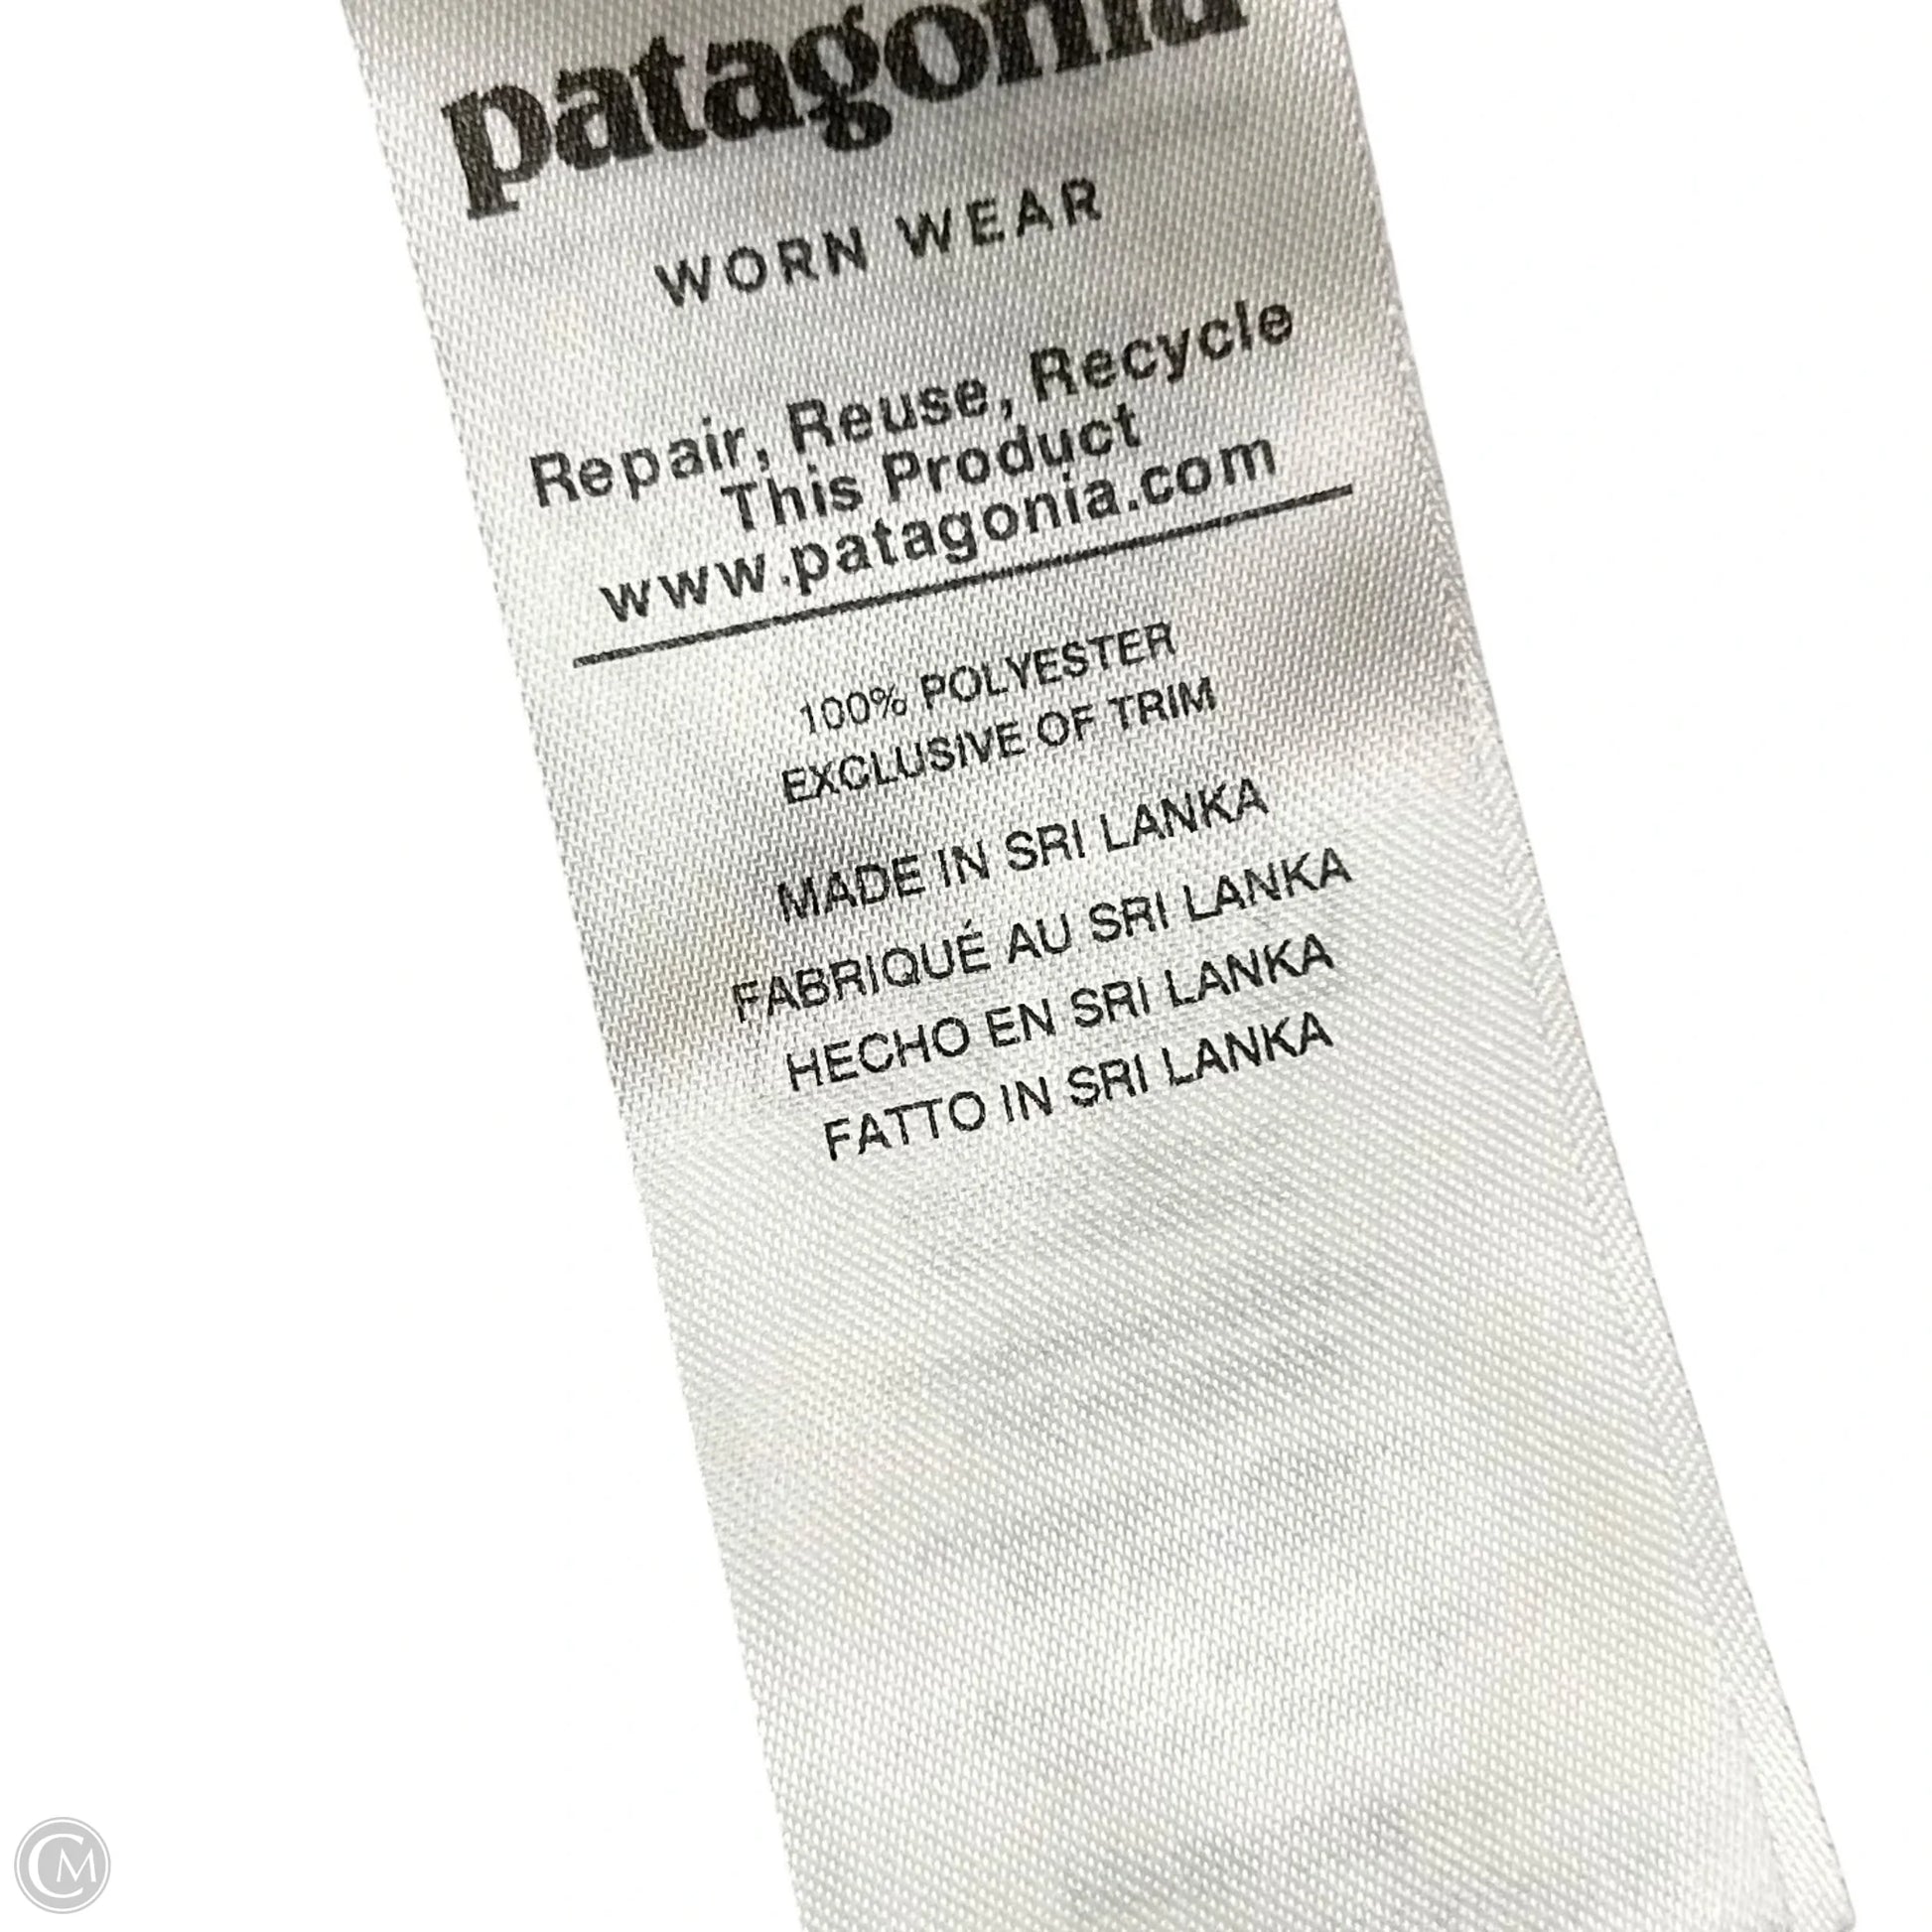 patagonia
WORN WEAR
Repair, Reuse, Recycle
This Product
www.patagonia.com
100% POLYESTER
EXCLUSIVE OF TRIM
MADE IN SRI LANKA
FABRIQUÉ AU SRI LANKA
HECHO EN SRI LANKA
FATTO IN SRI LANKA
CM